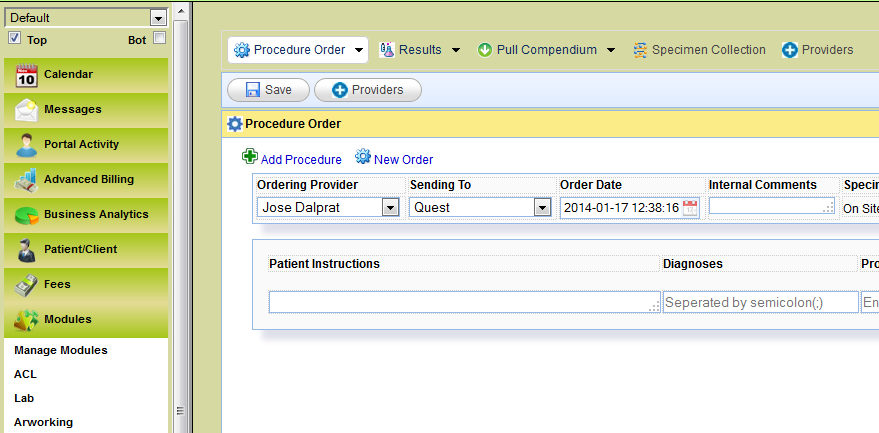 Default
Top Bot
Calendar
Messages
Portal Activity
Advanced Billing
Business Analytics
Patient/Client
Fees
Modules
Manage Modules
ACL
Lab
Arworking
Procedure Order Results Pull Compendium Specimen Collection Providers
Save Providers
Procedure Order
Add Procedure New Order
Ordering Provider Sending To Order Date Internal Comments Speci
Jose Dalprat Quest 2014-01-17 12:38:16 On Site
Patient Instructions Diagnoses Pro
Seperated by semicolon(;) En